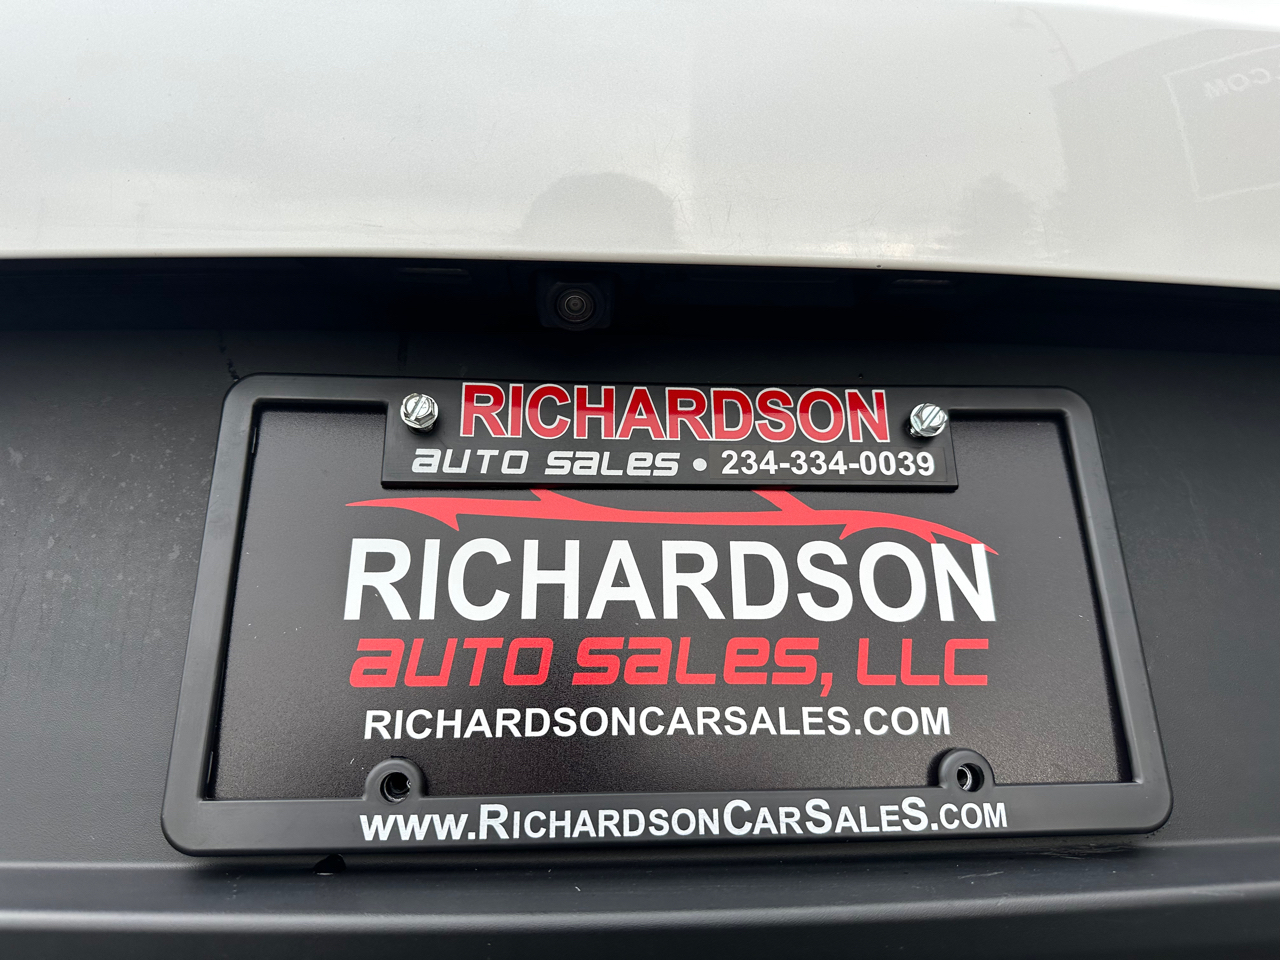 RICHARDSON
AUTO SALES • 234-334-0039
RICHARDSON
AUTO SALES, LLC
RICHARDSONCARSALES.COM
WWW.RICHARDSONCARSALES.COM